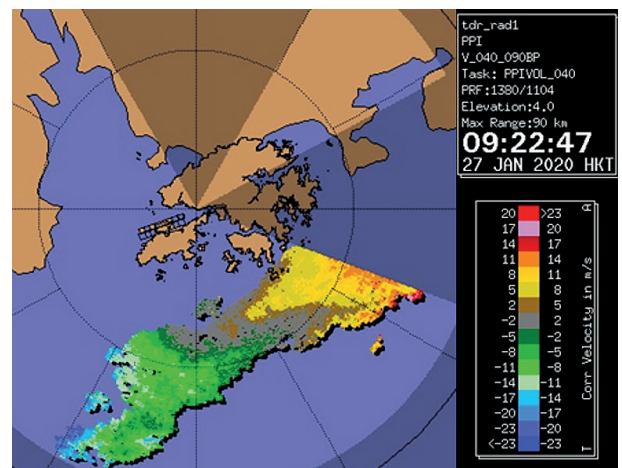 tdr_rad1
PPI
V_040_090BP
Task: PPIVOL_040
PRF:1380/1104
Elevation:4.0
Max Range:90 km
09:22:47
27 JAN 2020 HKT
20 >23
17 20
14 17
11 14
8 11
5 8
2 5
-2 2
-5 -2
-8 -5
-11 -8
-14 -11
-17 -14
-20 -17
-23 -20
<-23 -23
A
Corr Velocity in m/s
T